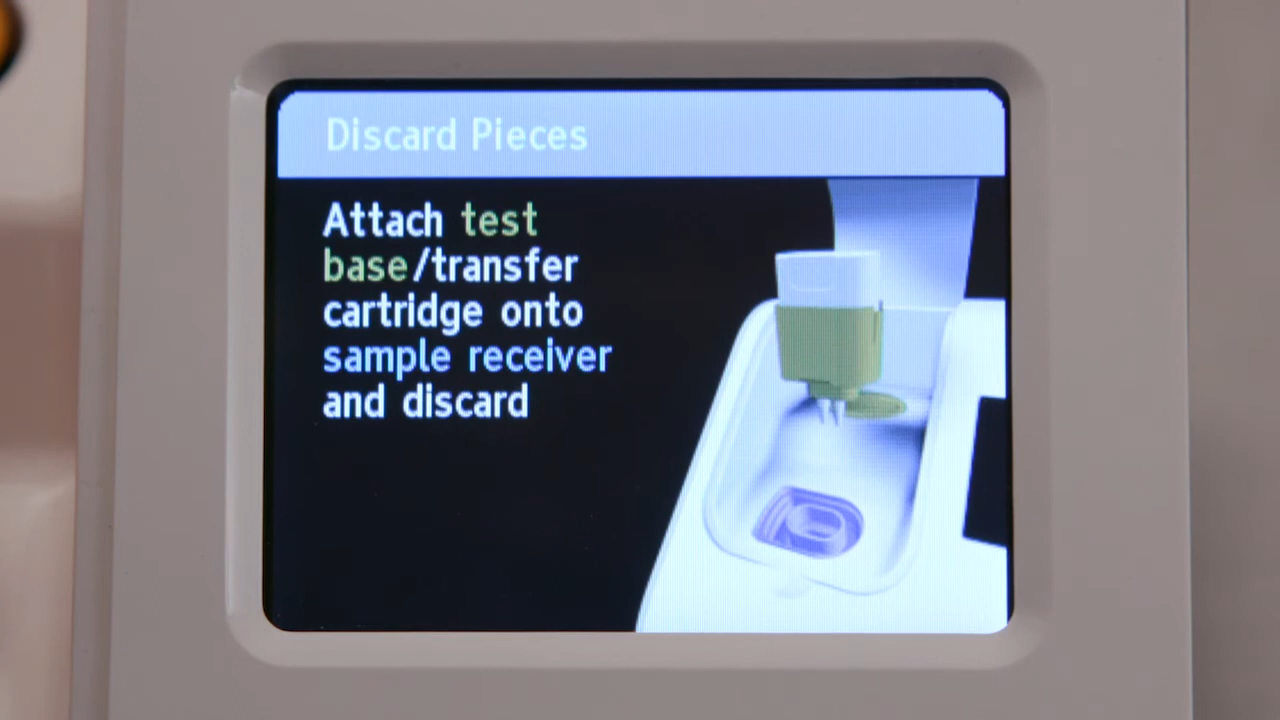 Discard Pieces
Attach test
base/transfer
cartridge onto
sample receiver
and discard